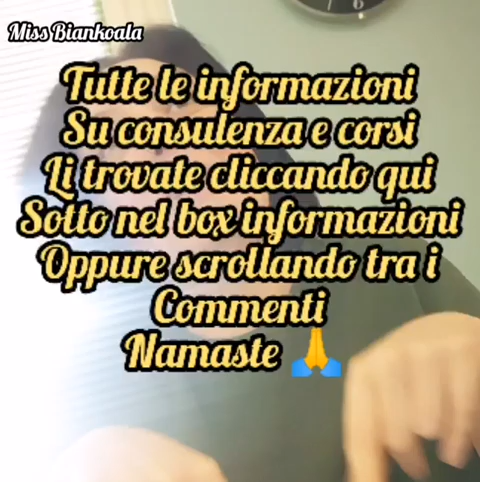 Miss Biankoala
Tutte le informazioni
Su consulenza e corsi
Li trovate cliccando qui
Sotto nel box informazioni
Oppure scrollando tra i
Commenti
Namaste 🙏